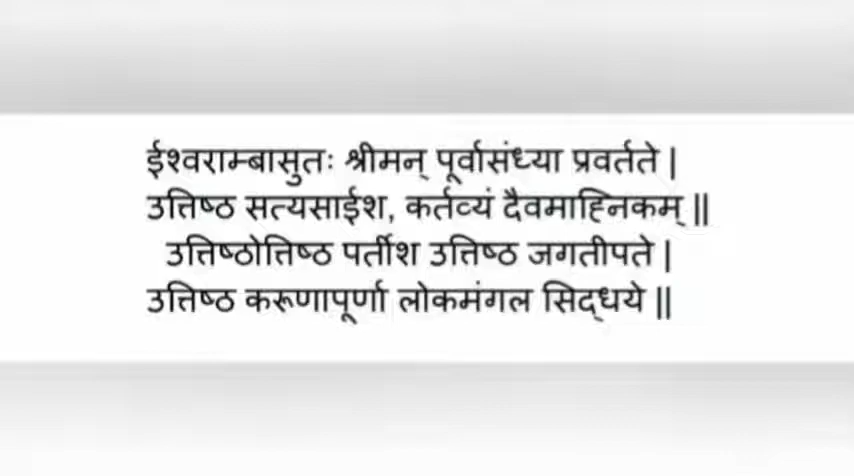 ईश्वराम्बासुतः श्रीमन् पूर्वासंध्या प्रवर्तते |
उत्तिष्ठ सत्यसाईश, कर्तव्यं दैवमाह्निकम् ||
उत्तिष्ठोत्तिष्ठ पर्तीश उत्तिष्ठ जगतीपते |
उत्तिष्ठ करूणापूर्णा लोकमंगल सिद्धये ||